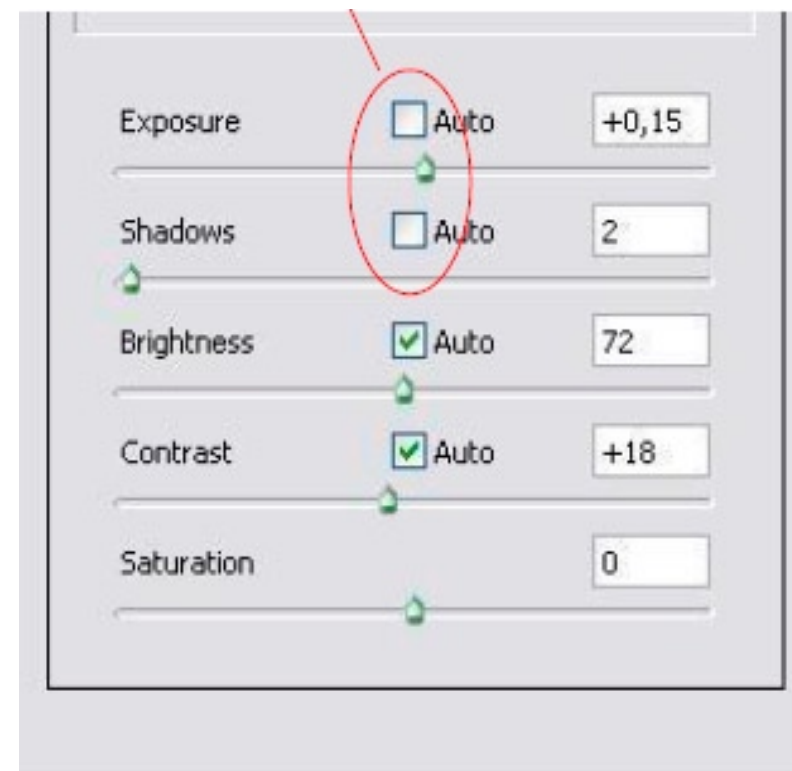 Exposure Auto +0,15
Shadows Auto 2
Brightness Auto 72
Contrast Auto +18
Saturation 0